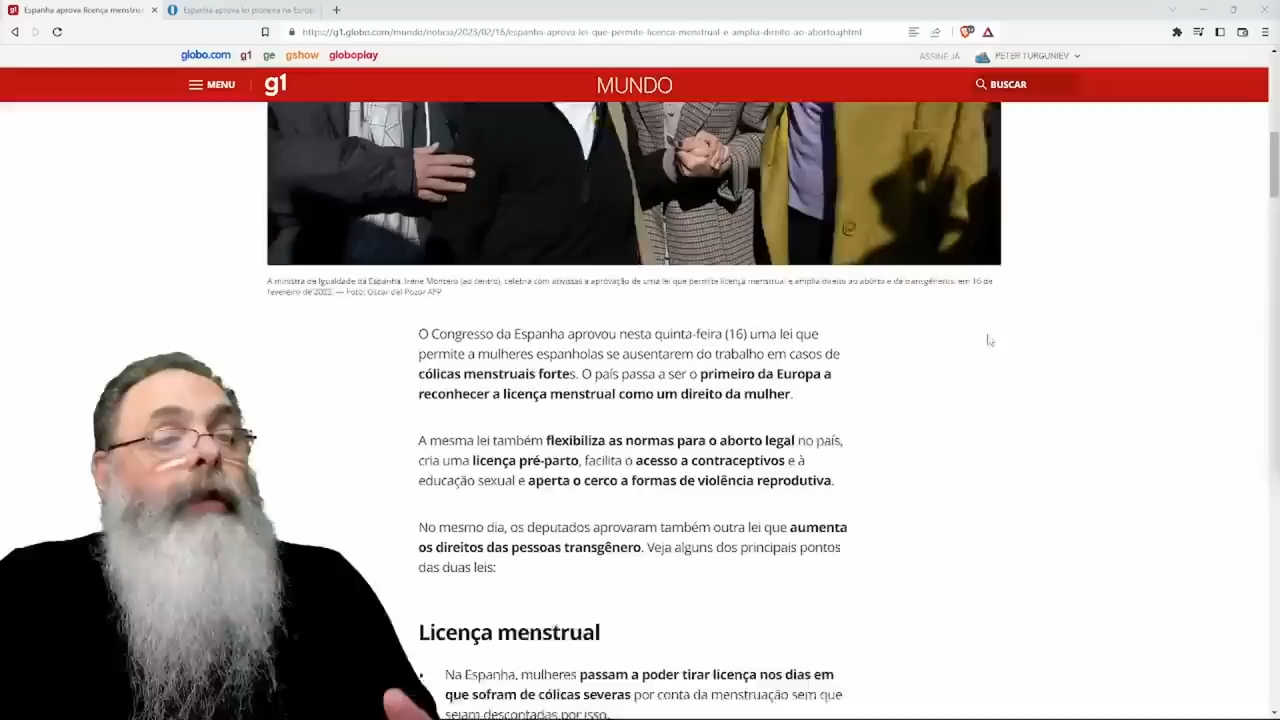 Espanha aprova licença menstru
Espanha aprova lei pioneira na Europ
https://g1.globo.com/mundo/noticia/2023/02/16/espanha-aprova-lei-que-permite-licenca-menstrual-e-amplia-direito-ao-aborto.ghtml
globo.com g1 ge gshow globoplay
ASSINE JÁ
PETER TURGUNIEV
MENU
g1
MUNDO
BUSCAR
A ministra de Igualdade da Espanha, Irene Montero (ao centro), celebra com ativistas a aprovação de uma lei que permite licença menstrual e amplia direito ao aborto e de transgêneros, em 16 de
fevereiro de 2023. — Foto: Oscar del Pozo/ AFP
O Congresso da Espanha aprovou nesta quinta-feira (16) uma lei que
permite a mulheres espanholas se ausentarem do trabalho em casos de
cólicas menstruais fortes. O país passa a ser o primeiro da Europa a
reconhecer a licença menstrual como um direito da mulher.
A mesma lei também flexibiliza as normas para o aborto legal no país,
cria uma licença pré-parto, facilita o acesso a contraceptivos e à
educação sexual e aperta o cerco a formas de violência reprodutiva.
No mesmo dia, os deputados aprovaram também outra lei que aumenta
os direitos das pessoas transgênero. Veja alguns dos principais pontos
das duas leis:
Licença menstrual
Na Espanha, mulheres passam a poder tirar licença nos dias em
que sofram de cólicas severas por conta da menstruação sem que
sejam descontadas por isso.